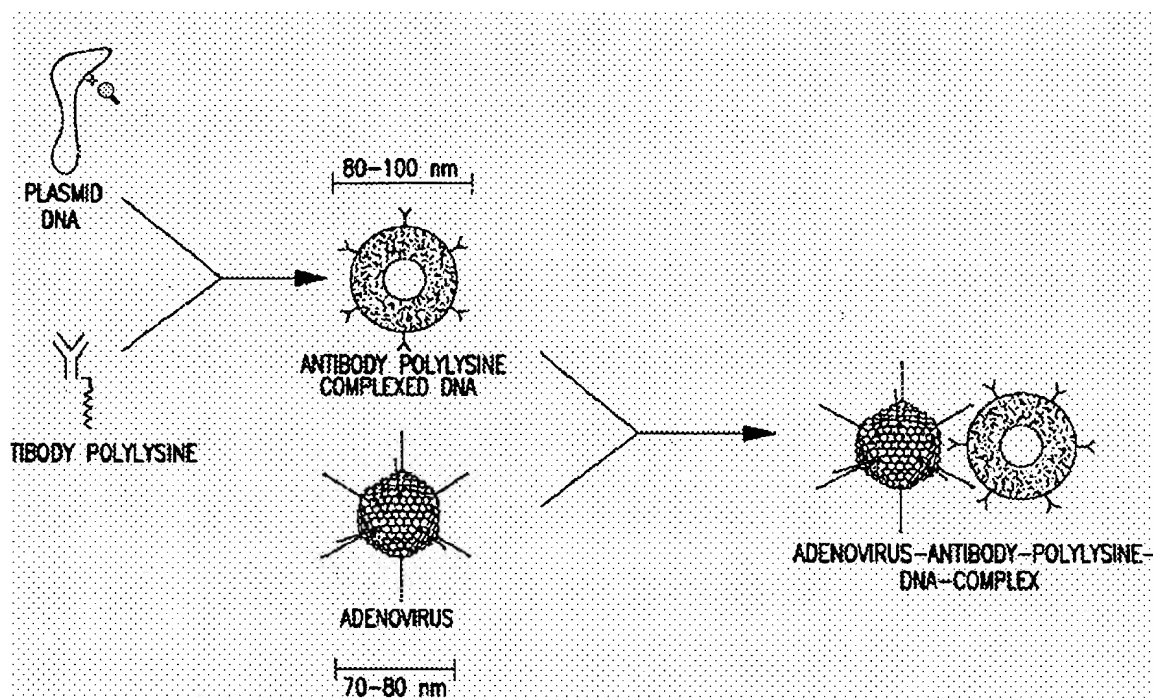 PLASMID
DNA
TIBODY POLYLYSINE
80-100 nm
ANTIBODY POLYLYSINE
COMPLEXED DNA
ADENOVIRUS
70-80 nm
ADENOVIRUS-ANTIBODY-POLYLYSINE-
DNA-COMPLEX